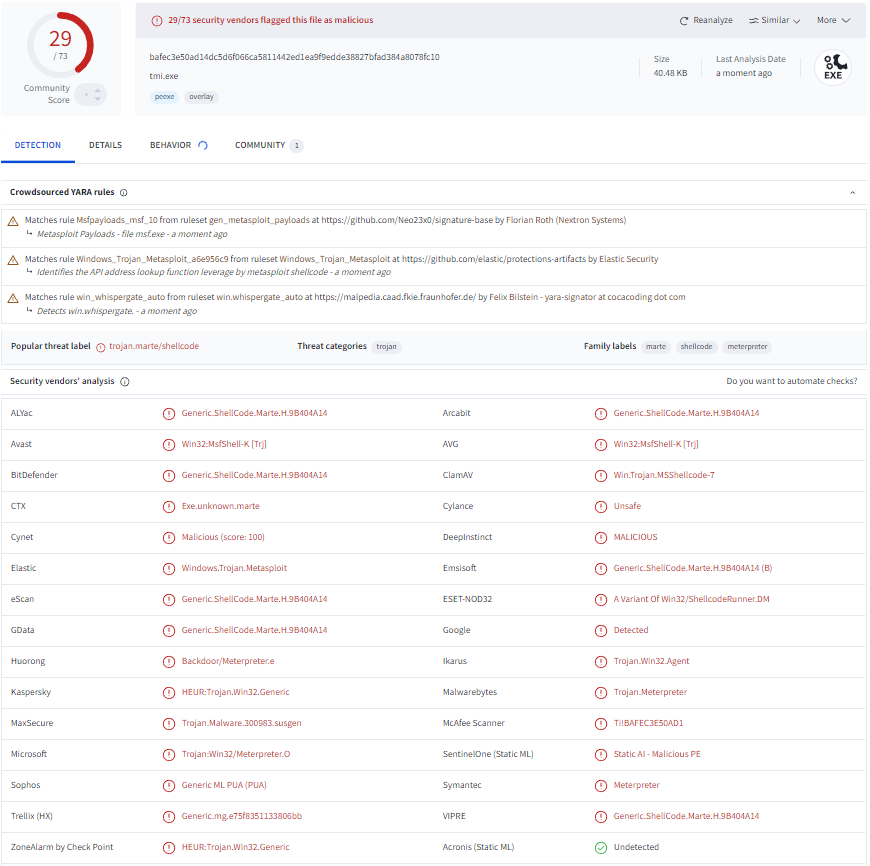 29
/ 73
Community
Score
-
29/73 security vendors flagged this file as malicious
Reanalyze
Similar
More
bafec3e50ad14dc5d6f066ca5811442ed1ea9f9edde38827bfad384a8078fc10
tmi.exe
peexe
overlay
Size
40.48 KB
Last Analysis Date
a moment ago
EXE
DETECTION
DETAILS
BEHAVIOR
COMMUNITY 1
Crowdsourced YARA rules
Matches rule Msfpayloads_msf_10 from ruleset gen_metasploit_payloads at https://github.com/Neo23x0/signature-base by Florian Roth (Nextron Systems)
↳ Metasploit Payloads - file msf.exe - a moment ago
Matches rule Windows_Trojan_Metasploit_a6e956c9 from ruleset Windows_Trojan_Metasploit at https://github.com/elastic/protections-artifacts by Elastic Security
↳ Identifies the API address lookup function leverage by metasploit shellcode - a moment ago
Matches rule win_whispergate_auto from ruleset win.whispergate_auto at https://malpedia.caad.fkie.fraunhofer.de/ by Felix Bilstein - yara-signator at cocacoding dot com
↳ Detects win.whispergate. - a moment ago
Popular threat label trojan.marte/shellcode
Threat categories trojan
Family labels marte shellcode meterpreter
Security vendors' analysis
Do you want to automate checks?
ALYac Generic.ShellCode.Marte.H.9B404A14 Arcabit Generic.ShellCode.Marte.H.9B404A14
Avast Win32:MsfShell-K [Trj] AVG Win32:MsfShell-K [Trj]
BitDefender Generic.ShellCode.Marte.H.9B404A14 ClamAV Win.Trojan.MSShellcode-7
CTX Exe.unknown.marte Cylance Unsafe
Cynet Malicious (score: 100) DeepInstinct MALICIOUS
Elastic Windows.Trojan.Metasploit Emsisoft Generic.ShellCode.Marte.H.9B404A14 (B)
eScan Generic.ShellCode.Marte.H.9B404A14 ESET-NOD32 A Variant Of Win32/ShellcodeRunner.DM
GData Generic.ShellCode.Marte.H.9B404A14 Google Detected
Huorong Backdoor/Meterpreter.e Ikarus Trojan.Win32.Agent
Kaspersky HEUR:Trojan.Win32.Generic Malwarebytes Trojan.Meterpreter
MaxSecure Trojan.Malware.300983.susgen McAfee Scanner Ti!BAFEC3E50AD1
Microsoft Trojan:Win32/Meterpreter.O SentinelOne (Static ML) Static AI - Malicious PE
Sophos Generic ML PUA (PUA) Symantec Meterpreter
Trellix (HX) Generic.mg.e75f8351133806bb VIPRE Generic.ShellCode.Marte.H.9B404A14
ZoneAlarm by Check Point HEUR:Trojan.Win32.Generic Acronis (Static ML) Undetected